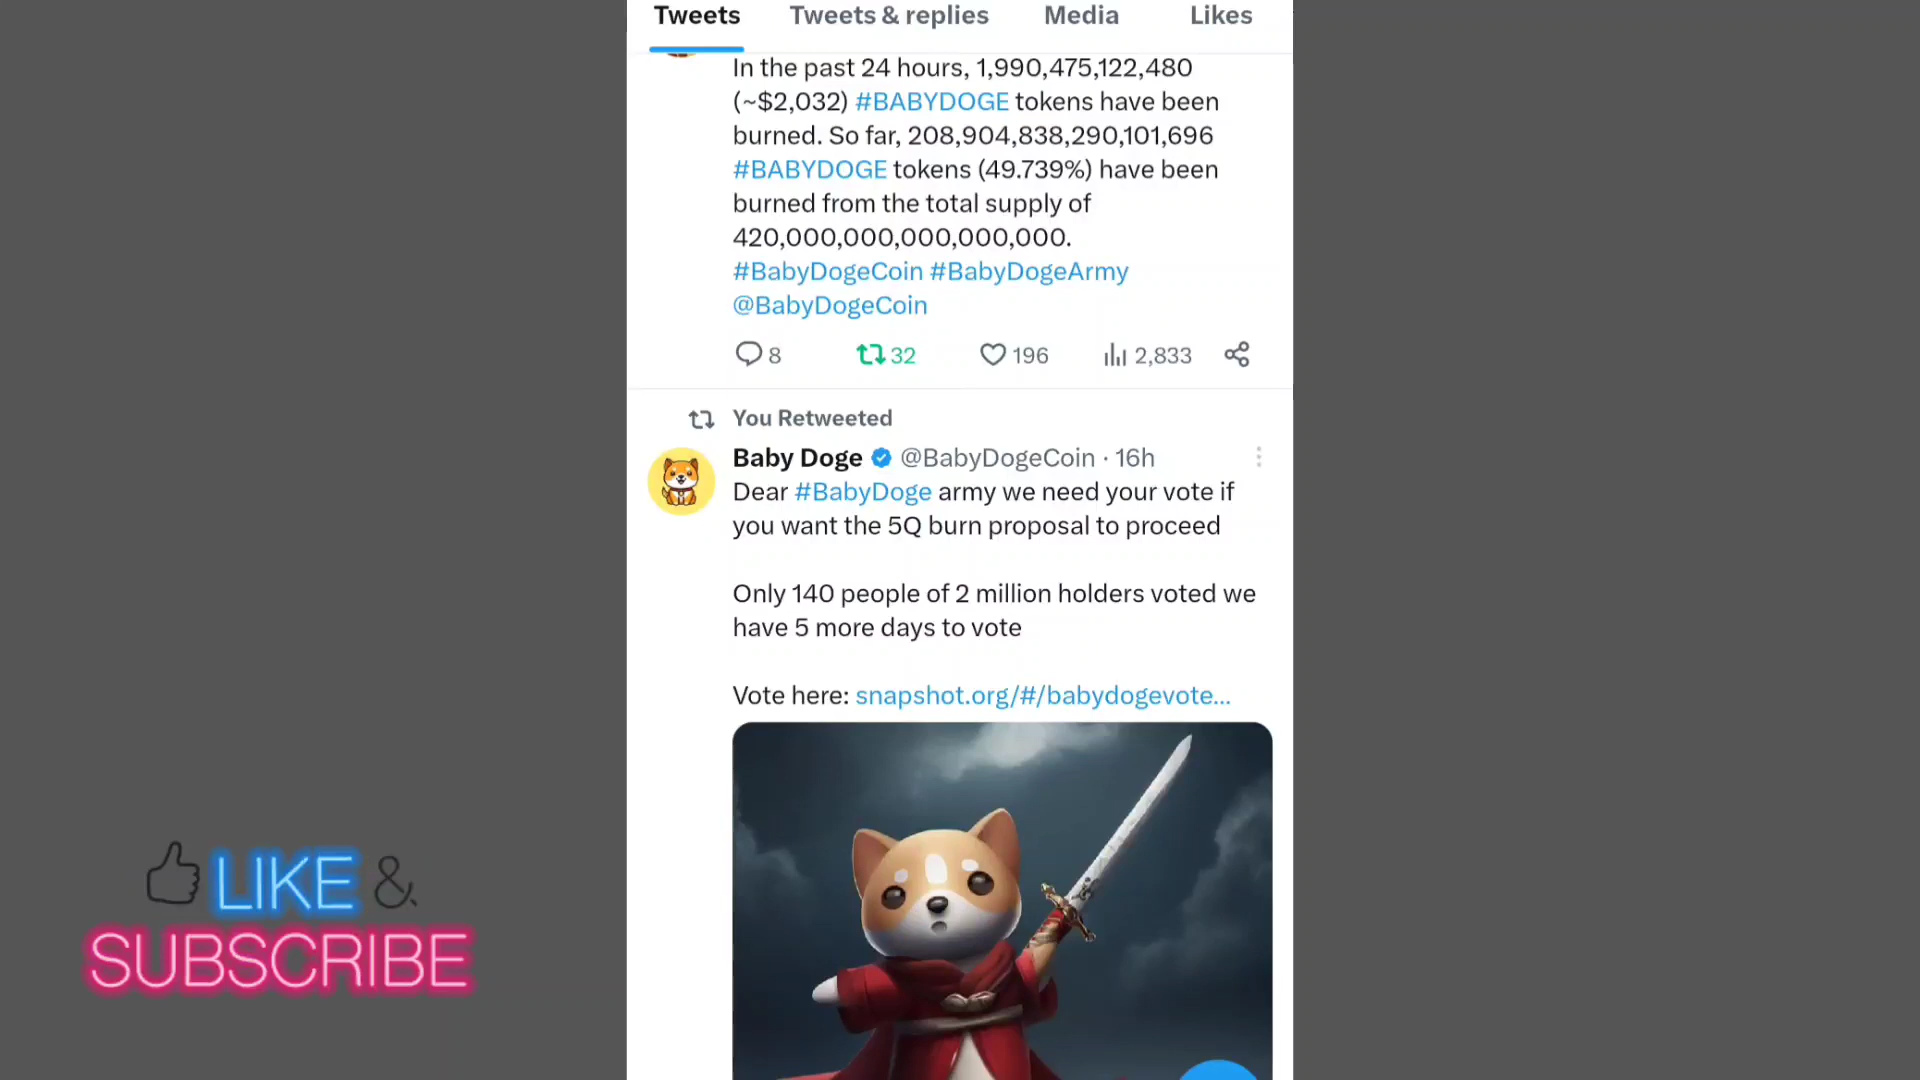 Tweets Tweets & replies Media Likes
In the past 24 hours, 1,990,475,122,480
(~$2,032) #BABYDOGE tokens have been
burned. So far, 208,904,838,290,101,696
#BABYDOGE tokens (49.739%) have been
burned from the total supply of
420,000,000,000,000,000.
#BabyDogeCoin #BabyDogeArmy
@BabyDogeCoin
8 32 196 2,833
You Retweeted
Baby Doge @BabyDogeCoin · 16h
Dear #BabyDoge army we need your vote if
you want the 5Q burn proposal to proceed
Only 140 people of 2 million holders voted we
have 5 more days to vote
Vote here: snapshot.org/#/babydogevote...
LIKE &
SUBSCRIBE